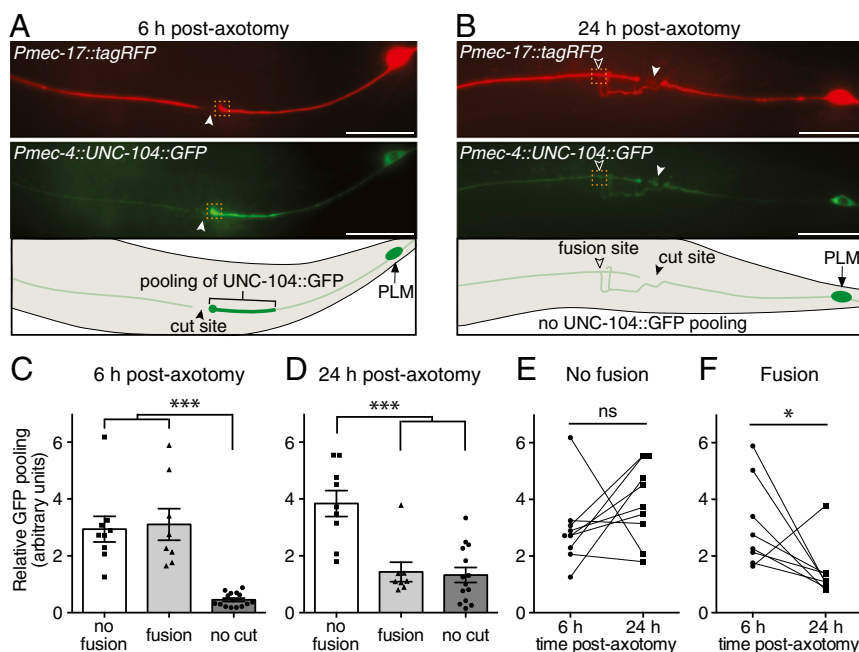 A
6 h post-axotomy
Pmec-17::tagRFP
Pmec-4::UNC-104::GFP
pooling of UNC-104::GFP
PLM
cut site
B
24 h post-axotomy
Pmec-17::tagRFP
Pmec-4::UNC-104::GFP
fusion site
cut site
PLM
no UNC-104::GFP pooling
C
6 h post-axotomy
***
Relative GFP pooling
(arbitrary units)
6
4
2
0
no
fusion
fusion
no cut
D
24 h post-axotomy
***
6
4
2
0
no
fusion
fusion
no cut
E
No fusion
ns
6
4
2
0
6 h
24 h
time post-axotomy
F
Fusion
*
6
4
2
0
6 h
24 h
time post-axotomy